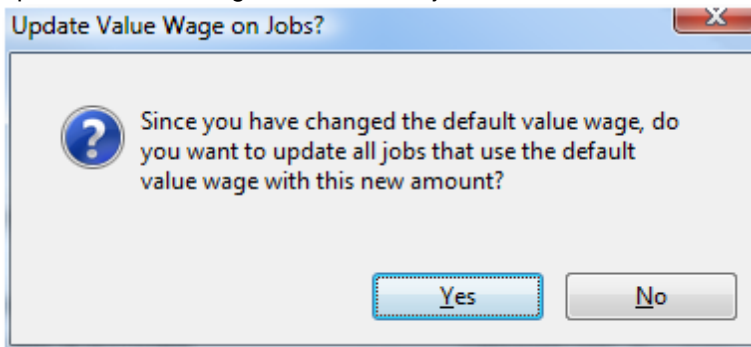 Update Value Wage on Jobs?
Since you have changed the default value wage, do
you want to update all jobs that use the default
value wage with this new amount?
Yes
No